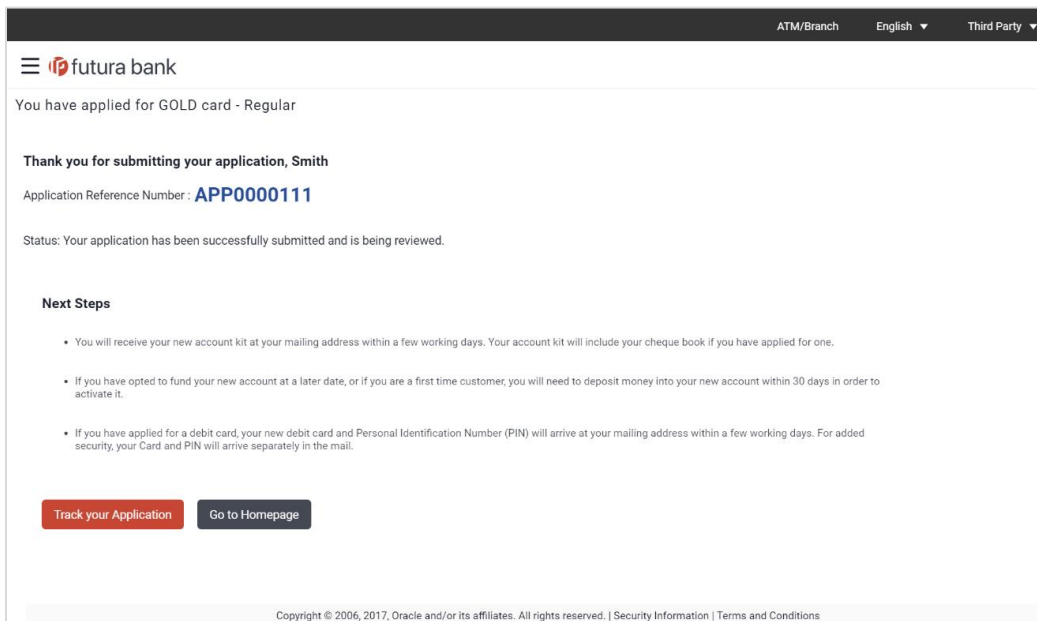 ATM/Branch English Third Party
futura bank
You have applied for GOLD card - Regular
Thank you for submitting your application, Smith
Application Reference Number : APP0000111
Status: Your application has been successfully submitted and is being reviewed.
Next Steps
• You will receive your new account kit at your mailing address within a few working days. Your account kit will include your cheque book if you have applied for one.
• If you have opted to fund your new account at a later date, or if you are a first time customer, you will need to deposit money into your new account within 30 days in order to
activate it.
• If you have applied for a debit card, your new debit card and Personal Identification Number (PIN) will arrive at your mailing address within a few working days. For added
security, your Card and PIN will arrive separately in the mail.
Track your Application Go to Homepage
Copyright © 2006, 2017, Oracle and/or its affiliates. All rights reserved. | Security Information | Terms and Conditions